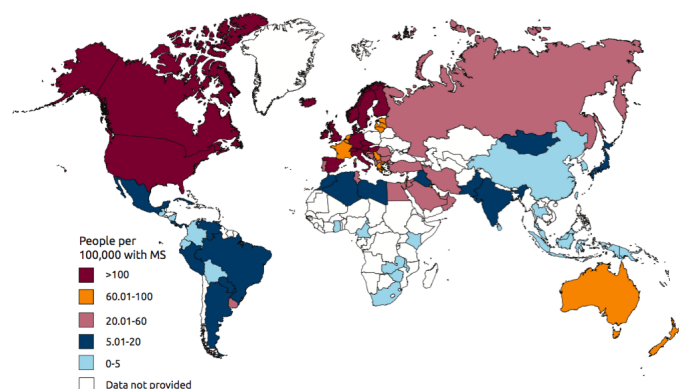 People per
100,000 with MS
>100
60.01-100
20.01-60
5.01-20
0-5
Data not provided